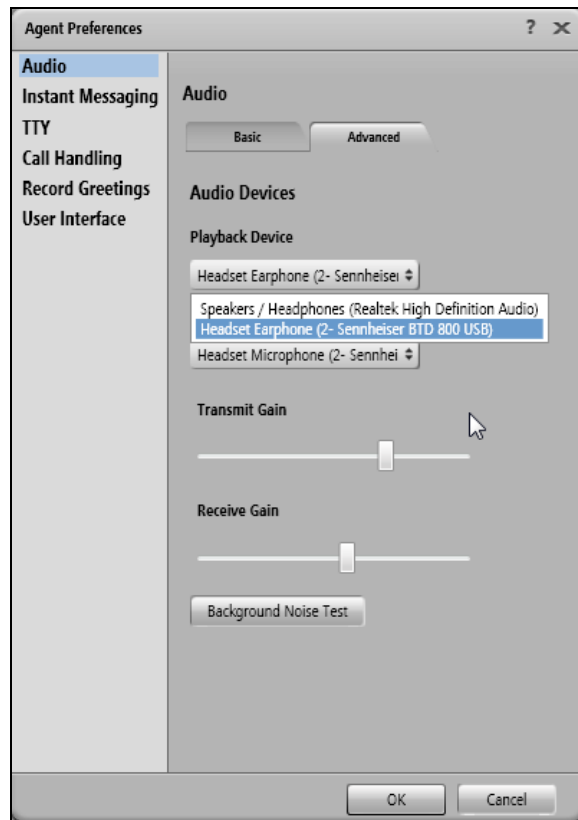 Agent Preferences ?
Audio
Instant Messaging
TTY
Call Handling
Record Greetings
User Interface
Audio
Basic Advanced
Audio Devices
Playback Device
Headset Earphone (2- Sennheiser
Speakers / Headphones (Realtek High Definition Audio)
Headset Earphone (2- Sennheiser BTD 800 USB)
Headset Microphone (2- Sennhei
Transmit Gain
Receive Gain
Background Noise Test
OK Cancel